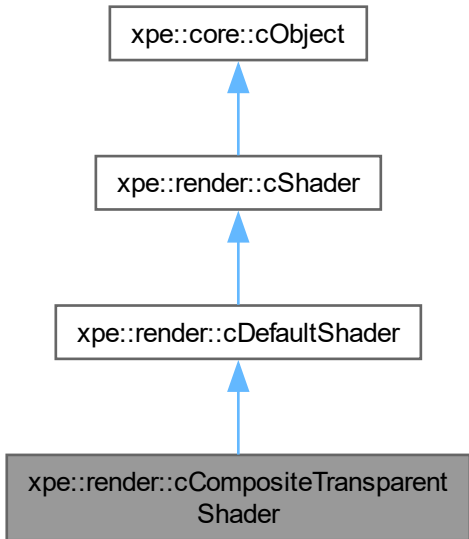 xpe::core::cObject
xpe::render::cShader
xpe::render::cDefaultShader
xpe::render::cCompositeTransparent
Shader